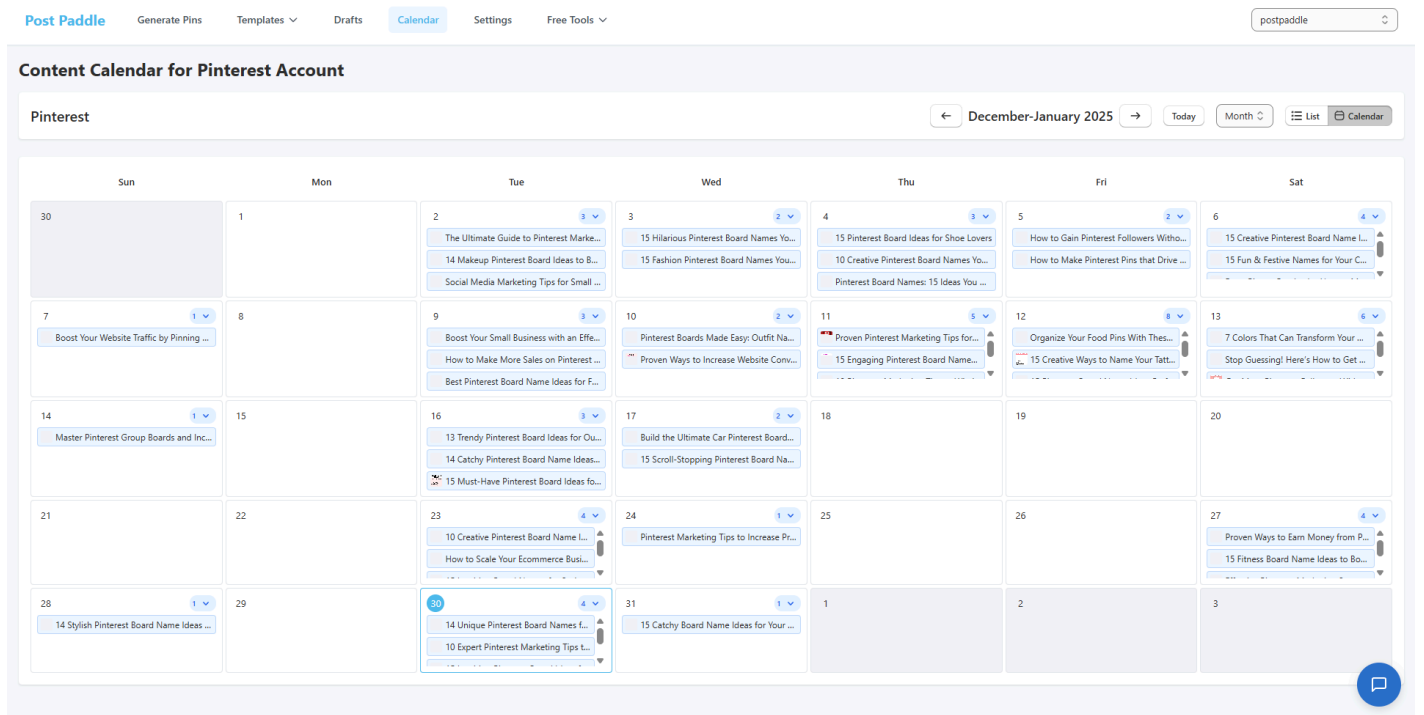 Post Paddle Generate Pins Templates Drafts Calendar Settings Free Tools postpaddle
Content Calendar for Pinterest Account
Pinterest December-January 2025 Today Month List Calendar
Sun Mon Tue Wed Thu Fri Sat
30
1
2 3
The Ultimate Guide to Pinterest Marke...
14 Makeup Pinterest Board Ideas to B...
Social Media Marketing Tips for Small ...
3 2
15 Hilarious Pinterest Board Names Yo...
15 Fashion Pinterest Board Names You...
4 3
15 Pinterest Board Ideas for Shoe Lovers
10 Creative Pinterest Board Names Yo...
Pinterest Board Names: 15 Ideas You ...
5 2
How to Gain Pinterest Followers Witho...
How to Make Pinterest Pins that Drive ...
6 4
15 Creative Pinterest Board Name I...
15 Fun & Festive Names for Your C...
7 1
Boost Your Website Traffic by Pinning ...
8
9 3
Boost Your Small Business with an Effe...
How to Make More Sales on Pinterest ...
Best Pinterest Board Name Ideas for F...
10 2
Pinterest Boards Made Easy: Outfit Na...
Proven Ways to Increase Website Conv...
11 5
Proven Pinterest Marketing Tips for...
15 Engaging Pinterest Board Name...
12 8
Organize Your Food Pins With Thes...
15 Creative Ways to Name Your Tatt...
13 6
7 Colors That Can Transform Your ...
Stop Guessing! Here's How to Get ...
14 1
Master Pinterest Group Boards and Inc...
15
16 3
13 Trendy Pinterest Board Ideas for Ou...
14 Catchy Pinterest Board Name Ideas...
15 Must-Have Pinterest Board Ideas fo...
17 2
Build the Ultimate Car Pinterest Board...
15 Scroll-Stopping Pinterest Board Na...
18
19
20
21
22
23 4
10 Creative Pinterest Board Name I...
How to Scale Your Ecommerce Busi...
24 1
Pinterest Marketing Tips to Increase Pr...
25
26
27 4
Proven Ways to Earn Money from P...
15 Fitness Board Name Ideas to Bo...
28 1
14 Stylish Pinterest Board Name Ideas ...
29
30 4
14 Unique Pinterest Board Names f...
10 Expert Pinterest Marketing Tips t...
31 1
15 Catchy Board Name Ideas for Your ...
1
2
3